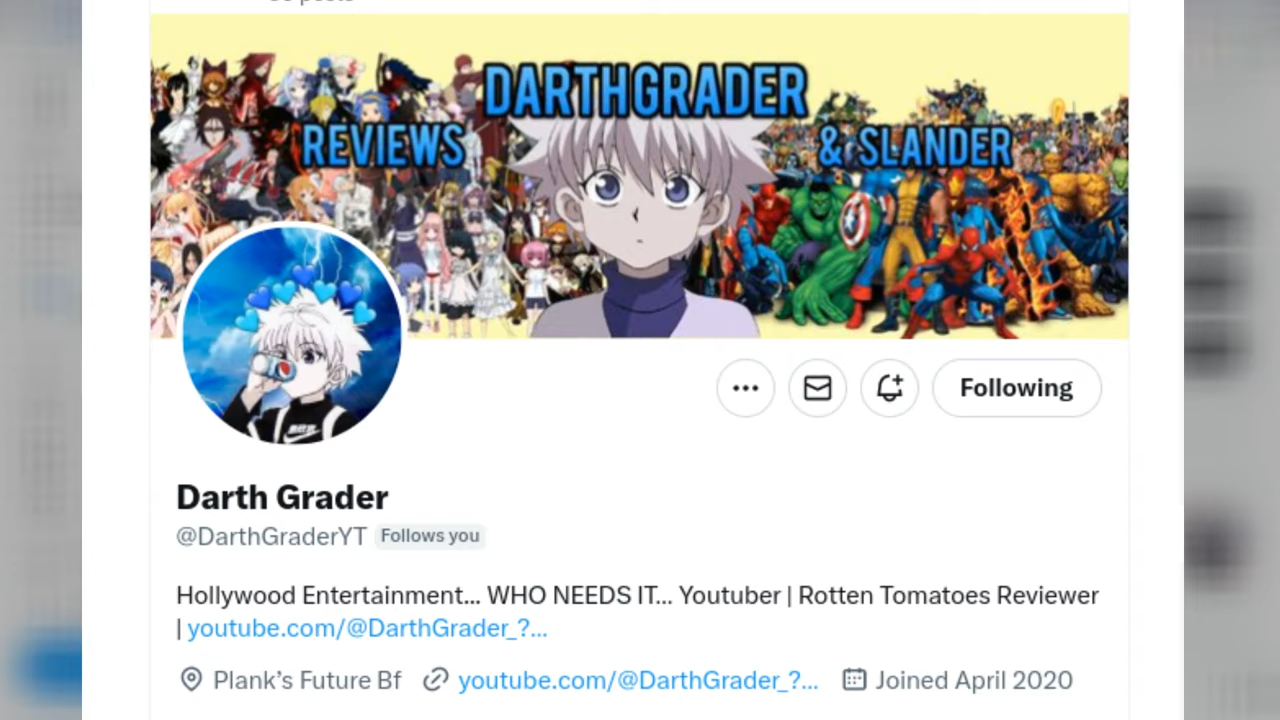 DARTHGRADER
REVIEWS & SLANDER
Following
Darth Grader
@DarthGraderYT Follows you
Hollywood Entertainment... WHO NEEDS IT... Youtuber | Rotten Tomatoes Reviewer
| youtube.com/@DarthGrader_?...
Plank’s Future Bf youtube.com/@DarthGrader_?... Joined April 2020